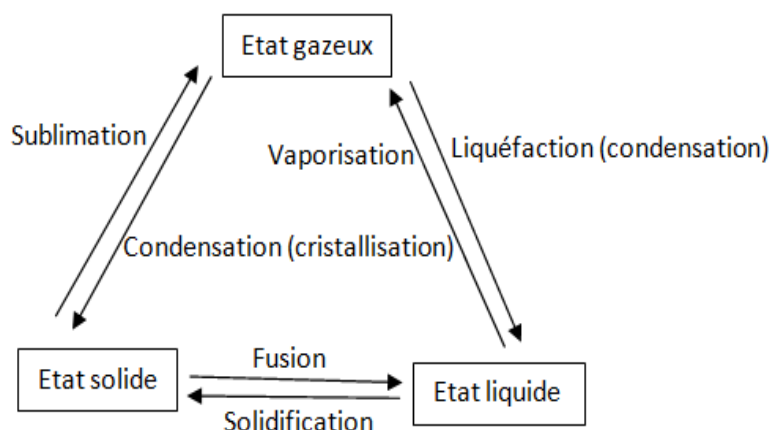 Etat gazeux
Sublimation
Vaporisation
Liquéfaction (condensation)
Condensation (cristallisation)
Etat solide
Fusion
Etat liquide
Solidification